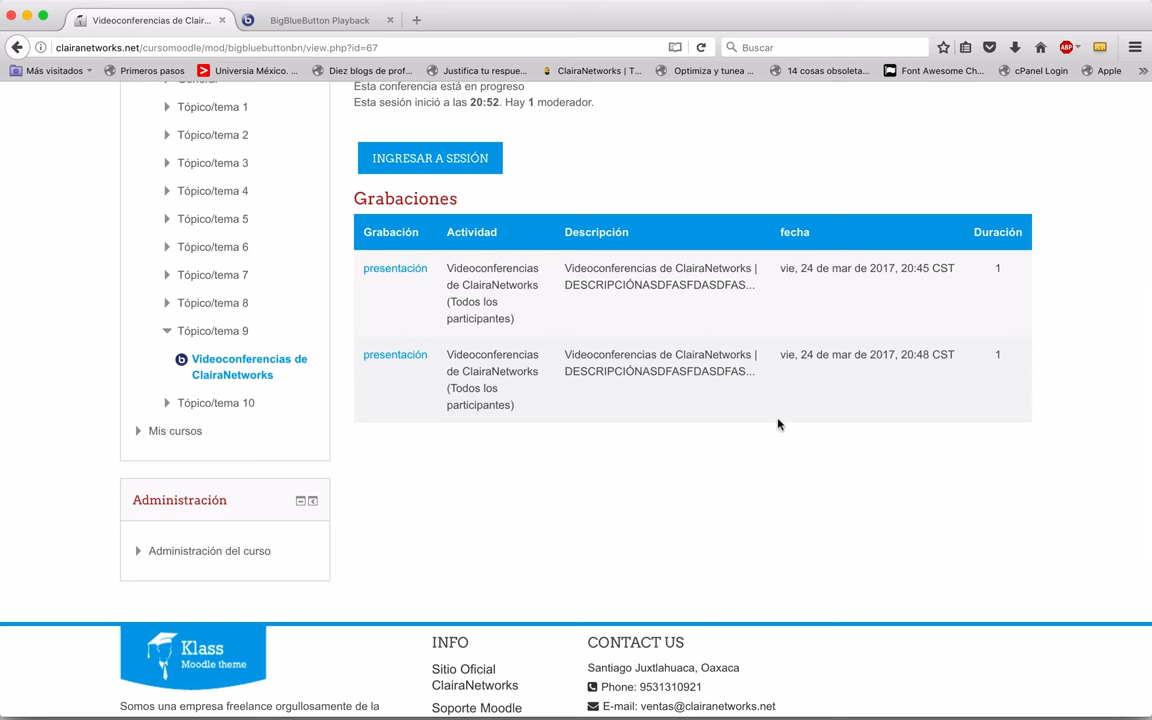 Videoconferencias de Clair...
BigBlueButton Playback
clairanetworks.net/cursomoodle/mod/bigbluebuttonbn/view.php?id=67
Buscar
ABP
Más visitados
Primeros pasos
Universia México. ...
Diez blogs de prof...
Justifica tu respue...
ClairaNetworks | T...
Optimiza y tunea ...
14 cosas obsoleta...
Font Awesome Ch...
cPanel Login
Apple
Tópico/tema 1
Tópico/tema 2
Tópico/tema 3
Tópico/tema 4
Tópico/tema 5
Tópico/tema 6
Tópico/tema 7
Tópico/tema 8
Tópico/tema 9
Videoconferencias de
ClairaNetworks
Tópico/tema 10
Mis cursos
Administración
Administración del curso
Esta conferencia está en progreso
Esta sesión inició a las 20:52. Hay 1 moderador.
INGRESAR A SESIÓN
Grabaciones
Grabación Actividad Descripción fecha Duración
presentación Videoconferencias Videoconferencias de ClairaNetworks | vie, 24 de mar de 2017, 20:45 CST 1
de ClairaNetworks DESCRIPCIÓNASDFASFDASDFAS...
(Todos los
participantes)
presentación Videoconferencias Videoconferencias de ClairaNetworks | vie, 24 de mar de 2017, 20:48 CST 1
de ClairaNetworks DESCRIPCIÓNASDFASFDASDFAS...
(Todos los
participantes)
Klass
Moodle theme
Somos una empresa freelance orgullosamente de la
INFO
Sitio Oficial
ClairaNetworks
Soporte Moodle
CONTACT US
Santiago Juxtlahuaca, Oaxaca
Phone: 9531310921
E-mail: ventas@clairanetworks.net